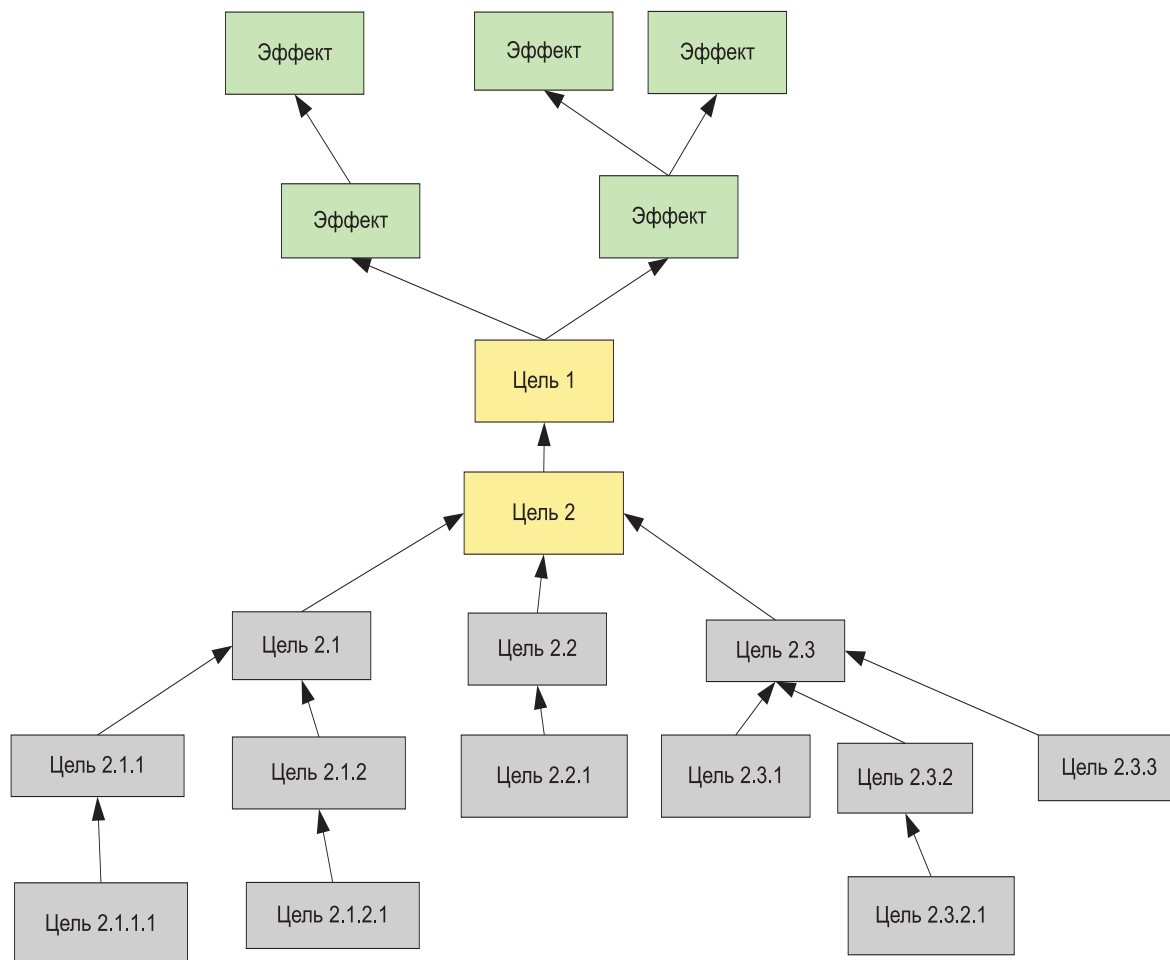 Эффект
Эффект
Эффект
Эффект
Эффект
Цель 1
Цель 2
Цель 2.1
Цель 2.2
Цель 2.3
Цель 2.1.1
Цель 2.1.2
Цель 2.2.1
Цель 2.3.1
Цель 2.3.2
Цель 2.3.3
Цель 2.1.1.1
Цель 2.1.2.1
Цель 2.3.2.1